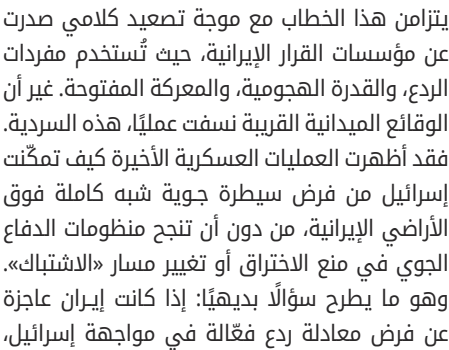 يتزامن هذا الخطاب مع موجة تصعيد كلامي صدرت
عن مؤسسات القرار الإيرانية، حيث تُستخدم مفردات
الردع، والقدرة الهجومية، والمعركة المفتوحة. غير أن
الوقائع الميدانية القريبة نسفت عمليًا، هذه السردية.
فقد أظهرت العمليات العسكرية الأخيرة كيف تمكّنت
إسرائيل من فرض سيطرة جوية شبه كاملة فوق
الأراضي الإيرانية، من دون أن تنجح منظومات الدفاع
الجوي في منع الاختراق أو تغيير مسار «الاشتباك».
وهو ما يطرح سؤالًا بديهيًا: إذا كانت إيران عاجزة
عن فرض معادلة ردع فعّالة في مواجهة إسرائيل،